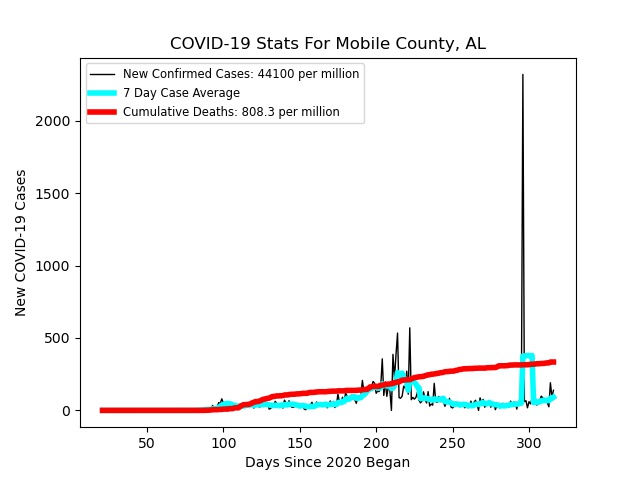 COVID-19 Stats For Mobile County, AL
New Confirmed Cases: 44100 per million
7 Day Case Average
Cumulative Deaths: 808.3 per million
New COVID-19 Cases
2000
1500
1000
500
0
50 100 150 200 250 300
Days Since 2020 Began